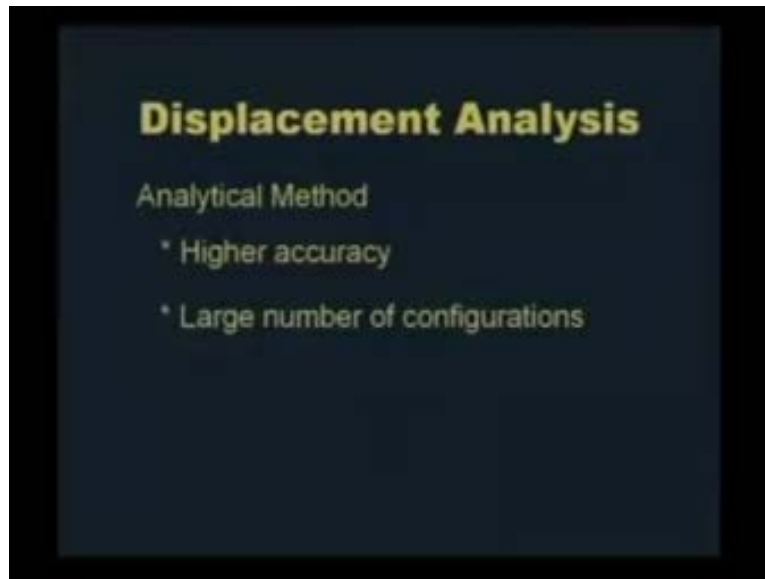 Displacement Analysis
Analytical Method
* Higher accuracy
* Large number of configurations